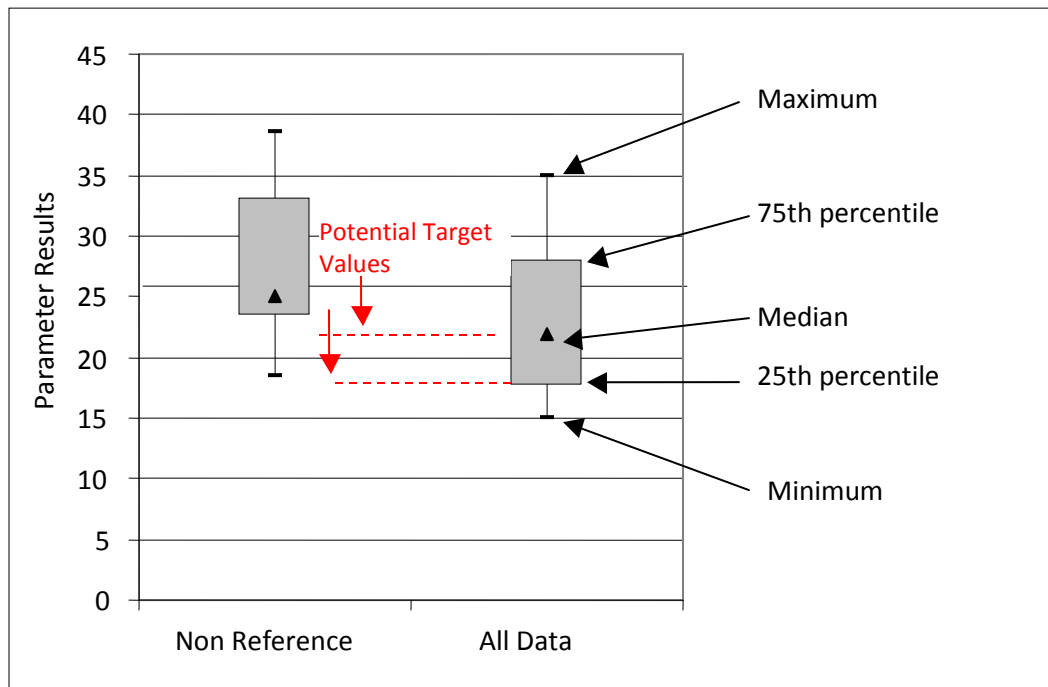 45
40
35
30
25
20
15
10
5
0
Parameter Results
Non Reference
All Data
Potential Target
Values
Maximum
75th percentile
Median
25th percentile
Minimum